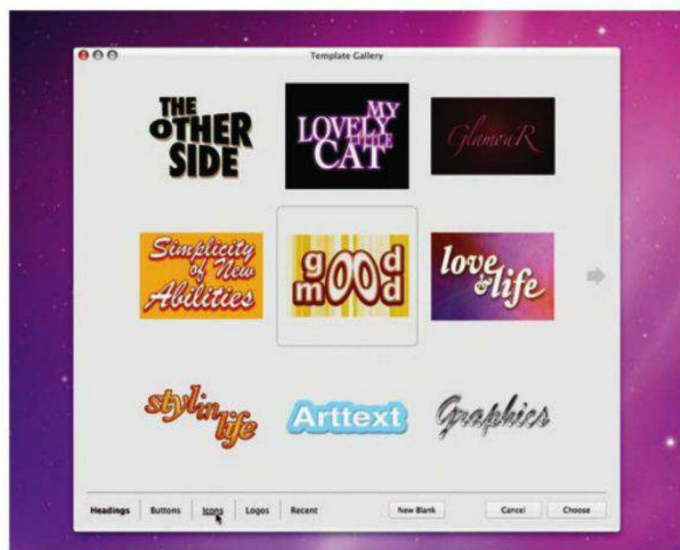 Template Gallery
THE
OTHER
SIDE
MY
LOVELY LITTLE
CAT
GlamouR
Simplicity
of New
Abilities
good
mood
love
&life
stylin
life
Arttext
Graphics
Headings Buttons Icons Logos Recent New Blank Cancel Choose